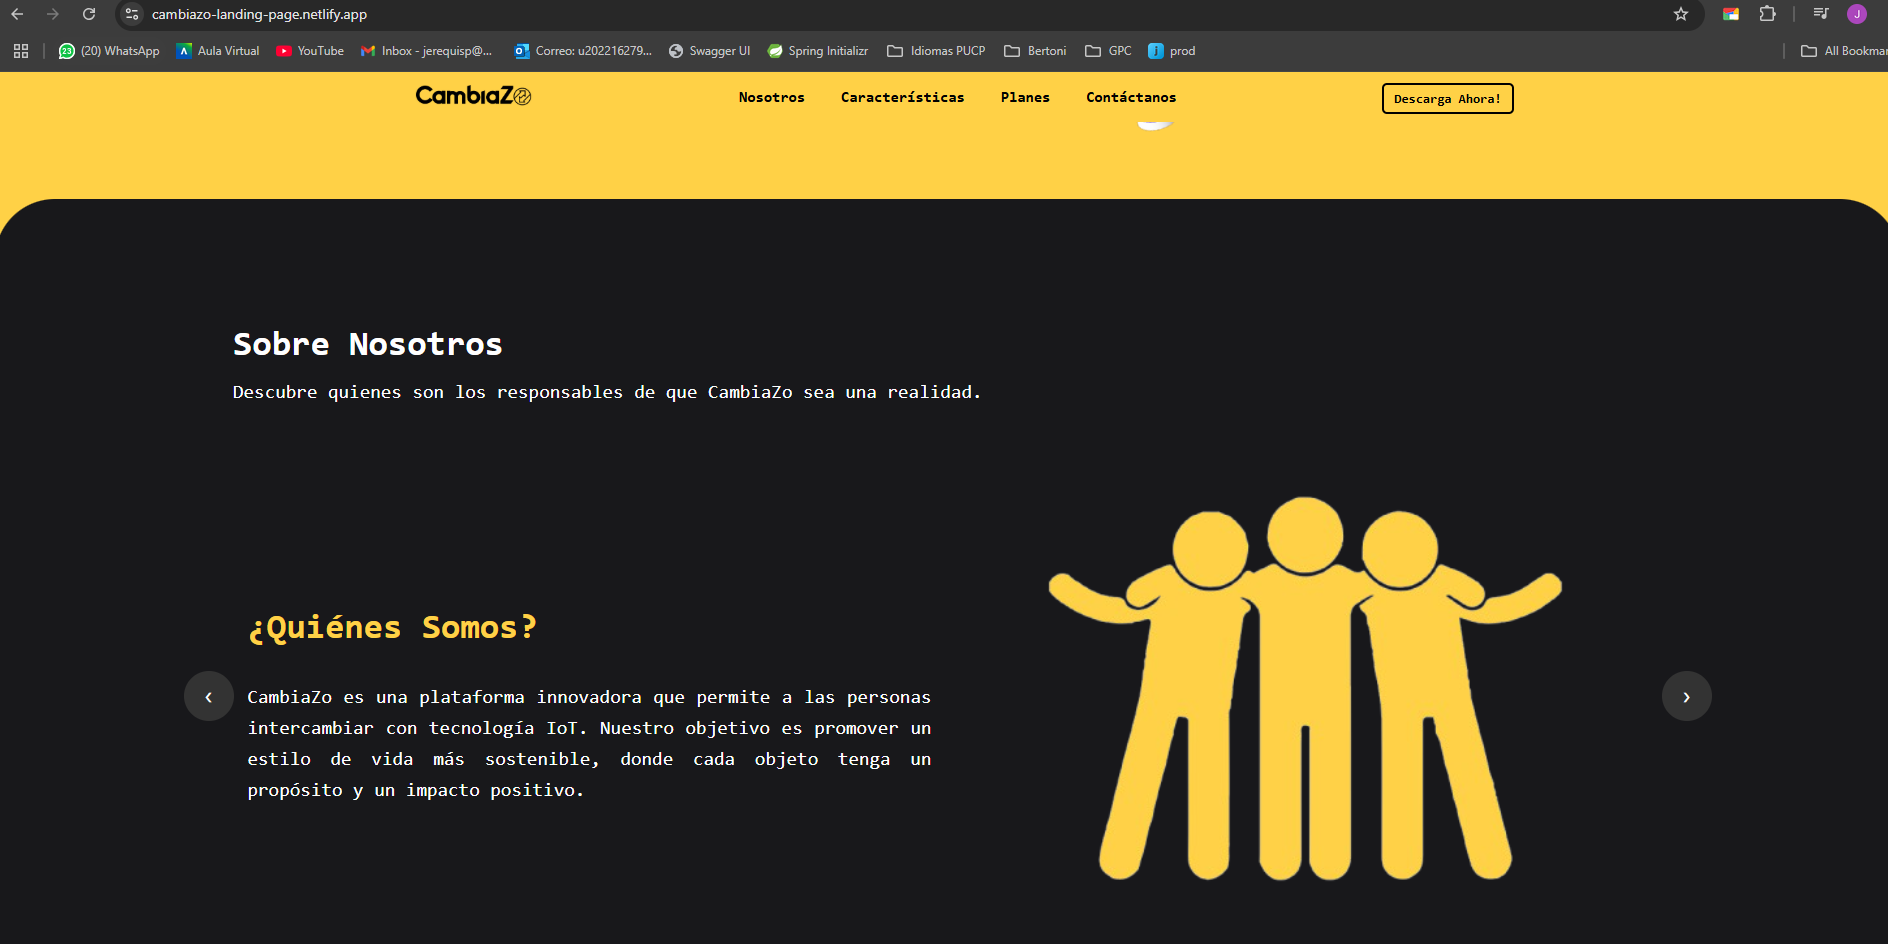 cambiazo-landing-page.netlify.app
J
23 (20) WhatsApp
Aula Virtual
YouTube
Inbox - jerequisp@...
Correo: u202216279...
Swagger UI
Spring Initializr
Idiomas PUCP
Bertoni
GPC
prod
All Bookmar
CambiaZo
Nosotros
Características
Planes
Contáctanos
Descarga Ahora!
Sobre Nosotros
Descubre quienes son los responsables de que CambiaZo sea una realidad.
¿Quiénes Somos?
CambiaZo es una plataforma innovadora que permite a las personas
intercambiar con tecnología IoT. Nuestro objetivo es promover un
estilo de vida más sostenible, donde cada objeto tenga un
propósito y un impacto positivo.